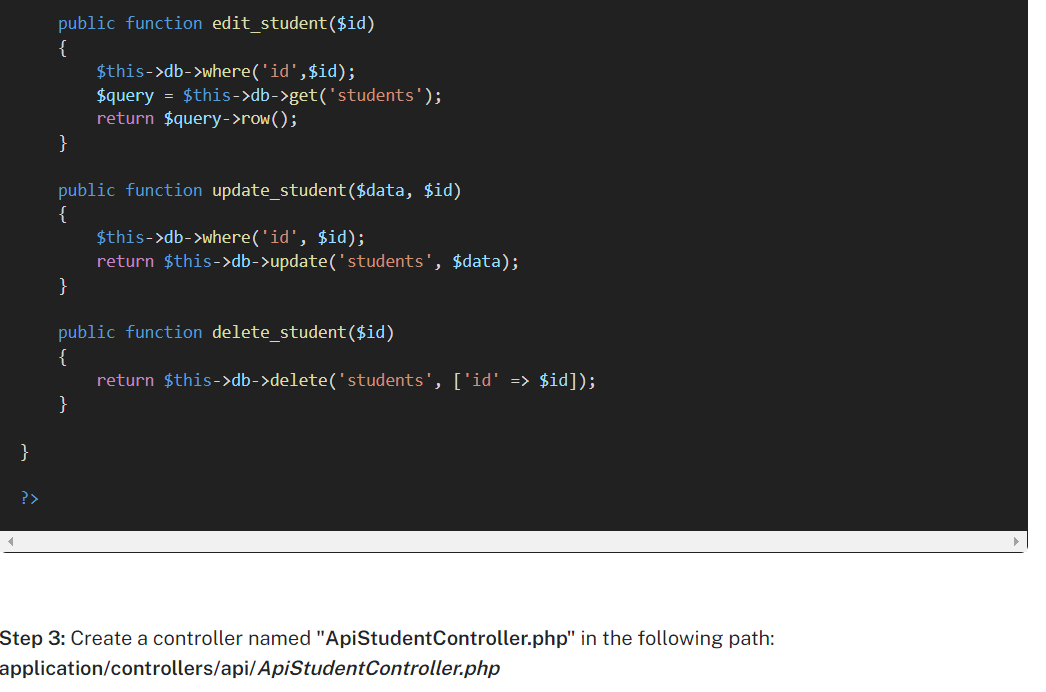 public function edit_student($id)
{
$this->db->where('id',$id);
$query = $this->db->get('students');
return $query->row();
}
public function update_student($data, $id)
{
$this->db->where('id', $id);
return $this->db->update('students', $data);
}
public function delete_student($id)
{
return $this->db->delete('students', ['id' => $id]);
}
}
?>
Step 3: Create a controller named "ApiStudentController.php" in the following path:
application/controllers/api/ApiStudentController.php